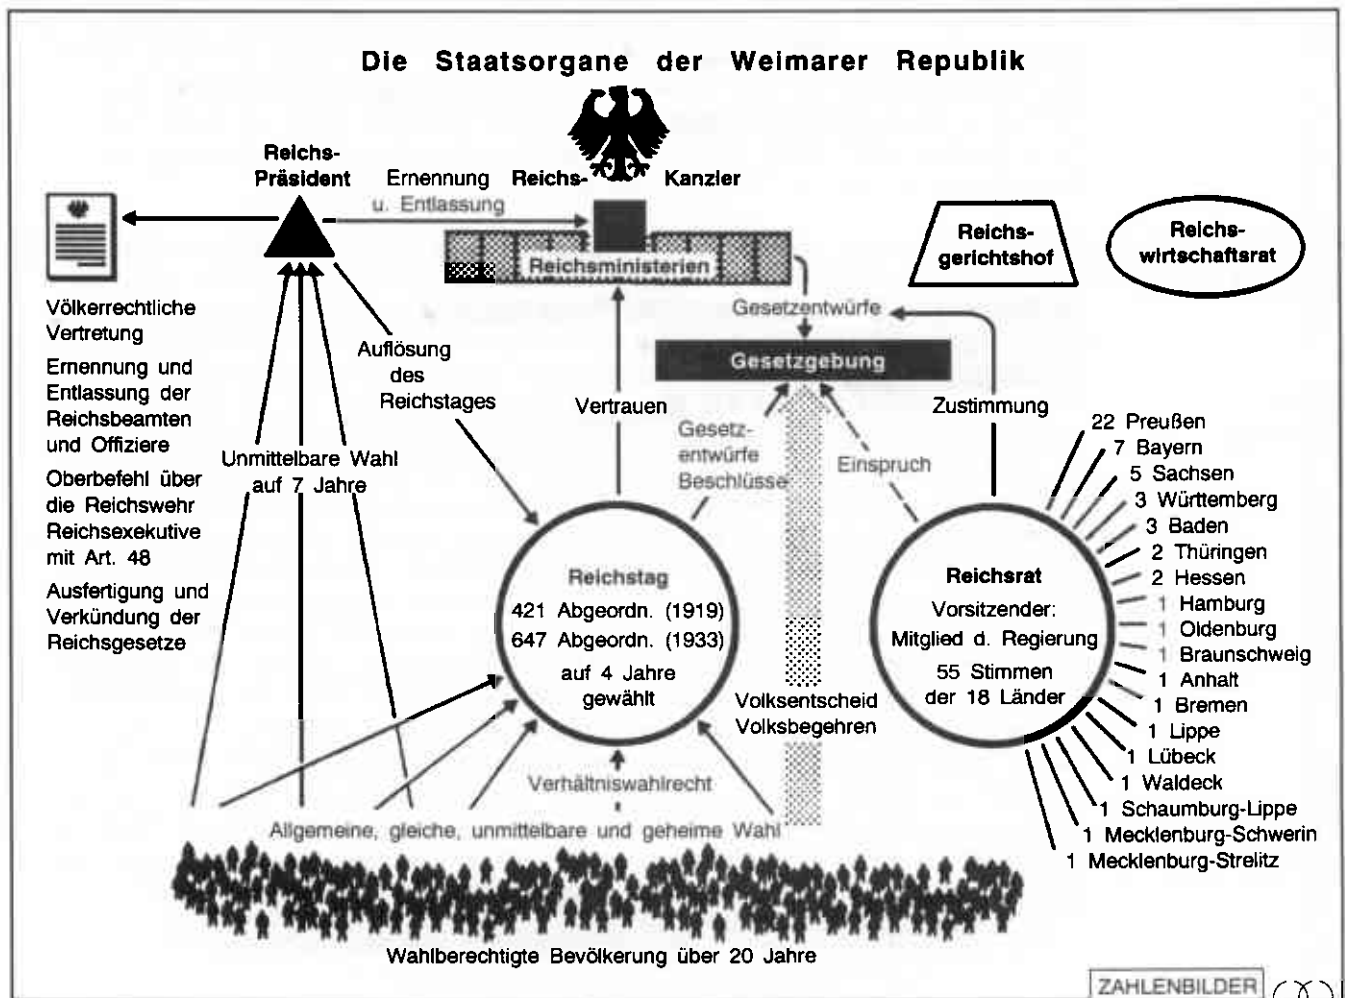 Die Staatsorgane der Weimarer Republik
Reichs-
Präsident
Ernennung
u. Entlassung
Reichs- Kanzler
Reichsministerien
Reichs-
gerichtshof
Reichs-
wirtschaftsrat
Völkerrechtliche
Vertretung
Ernennung und
Entlassung der
Reichsbeamten
und Offiziere
Oberbefehl über
die Reichswehr
Reichsexekutive
mit Art. 48
Ausfertigung und
Verkündung der
Reichsgesetze
Auflösung
des
Reichstages
Unmittelbare Wahl
auf 7 Jahre
Vertrauen
Gesetzentwürfe
Gesetzgebung
Gesetz-
entwürfe
Beschlüsse
Einspruch
Zustimmung
Reichstag
421 Abgeordn. (1919)
647 Abgeordn. (1933)
auf 4 Jahre
gewählt
Volksentscheid
Volksbegehren
Reichsrat
Vorsitzender:
Mitglied d. Regierung
55 Stimmen
der 18 Länder
22 Preußen
7 Bayern
5 Sachsen
3 Württemberg
3 Baden
2 Thüringen
2 Hessen
1 Hamburg
1 Oldenburg
1 Braunschweig
1 Anhalt
1 Bremen
1 Lippe
1 Lübeck
1 Waldeck
1 Schaumburg-Lippe
1 Mecklenburg-Schwerin
1 Mecklenburg-Strelitz
Verhältniswahlrecht
Allgemeine, gleiche, unmittelbare und geheime Wahl
Wahlberechtigte Bevölkerung über 20 Jahre
ZAHLENBILDER